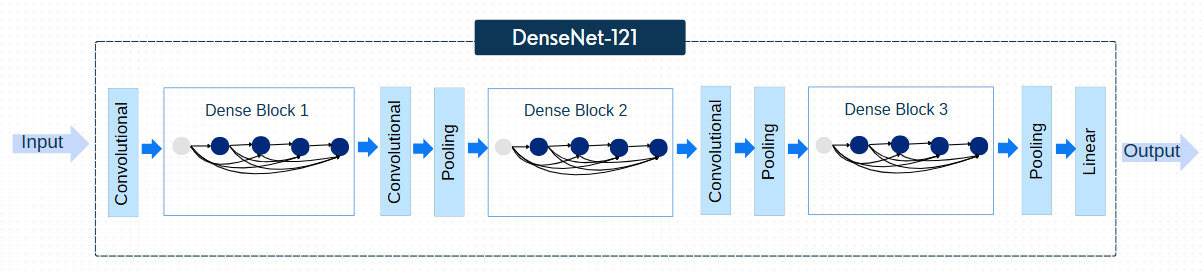 DenseNet-121
Input
Convolutional
Dense Block 1
Convolutional
Pooling
Dense Block 2
Convolutional
Pooling
Dense Block 3
Pooling
Linear
Output